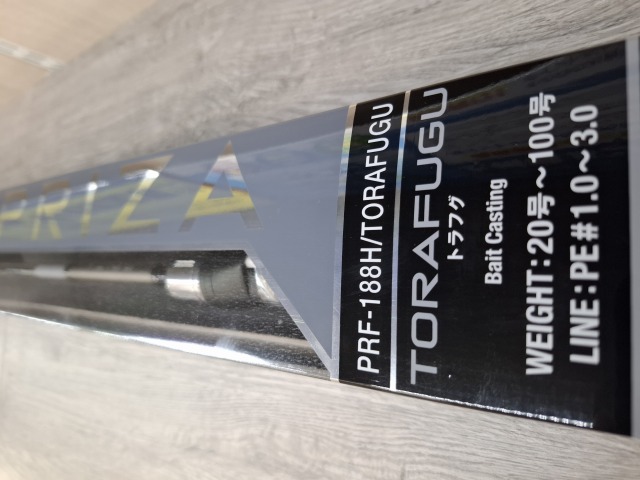 PRIZA
PRF-188H/TORAFUGU
TORAFUGU
トラフグ
Bait Casting
WEIGHT:20号~100号
LINE:PE#1.0~3.0